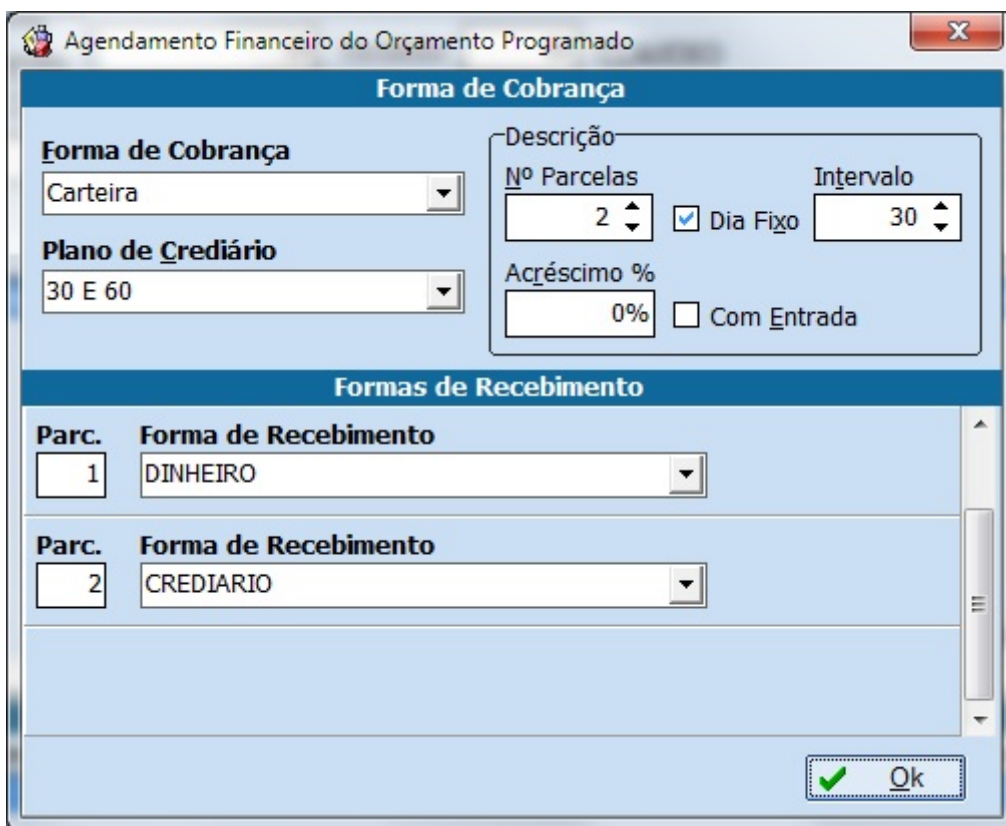 Agendamento Financeiro do Orçamento Programado
Forma de Cobrança
Forma de Cobrança
Carteira
Plano de Crediário
30 E 60
Descrição
Nº Parcelas
2
Dia Fixo
Intervalo
30
Acréscimo %
0%
Com Entrada
Formas de Recebimento
Parc. Forma de Recebimento
1 DINHEIRO
Parc. Forma de Recebimento
2 CREDIARIO
Ok